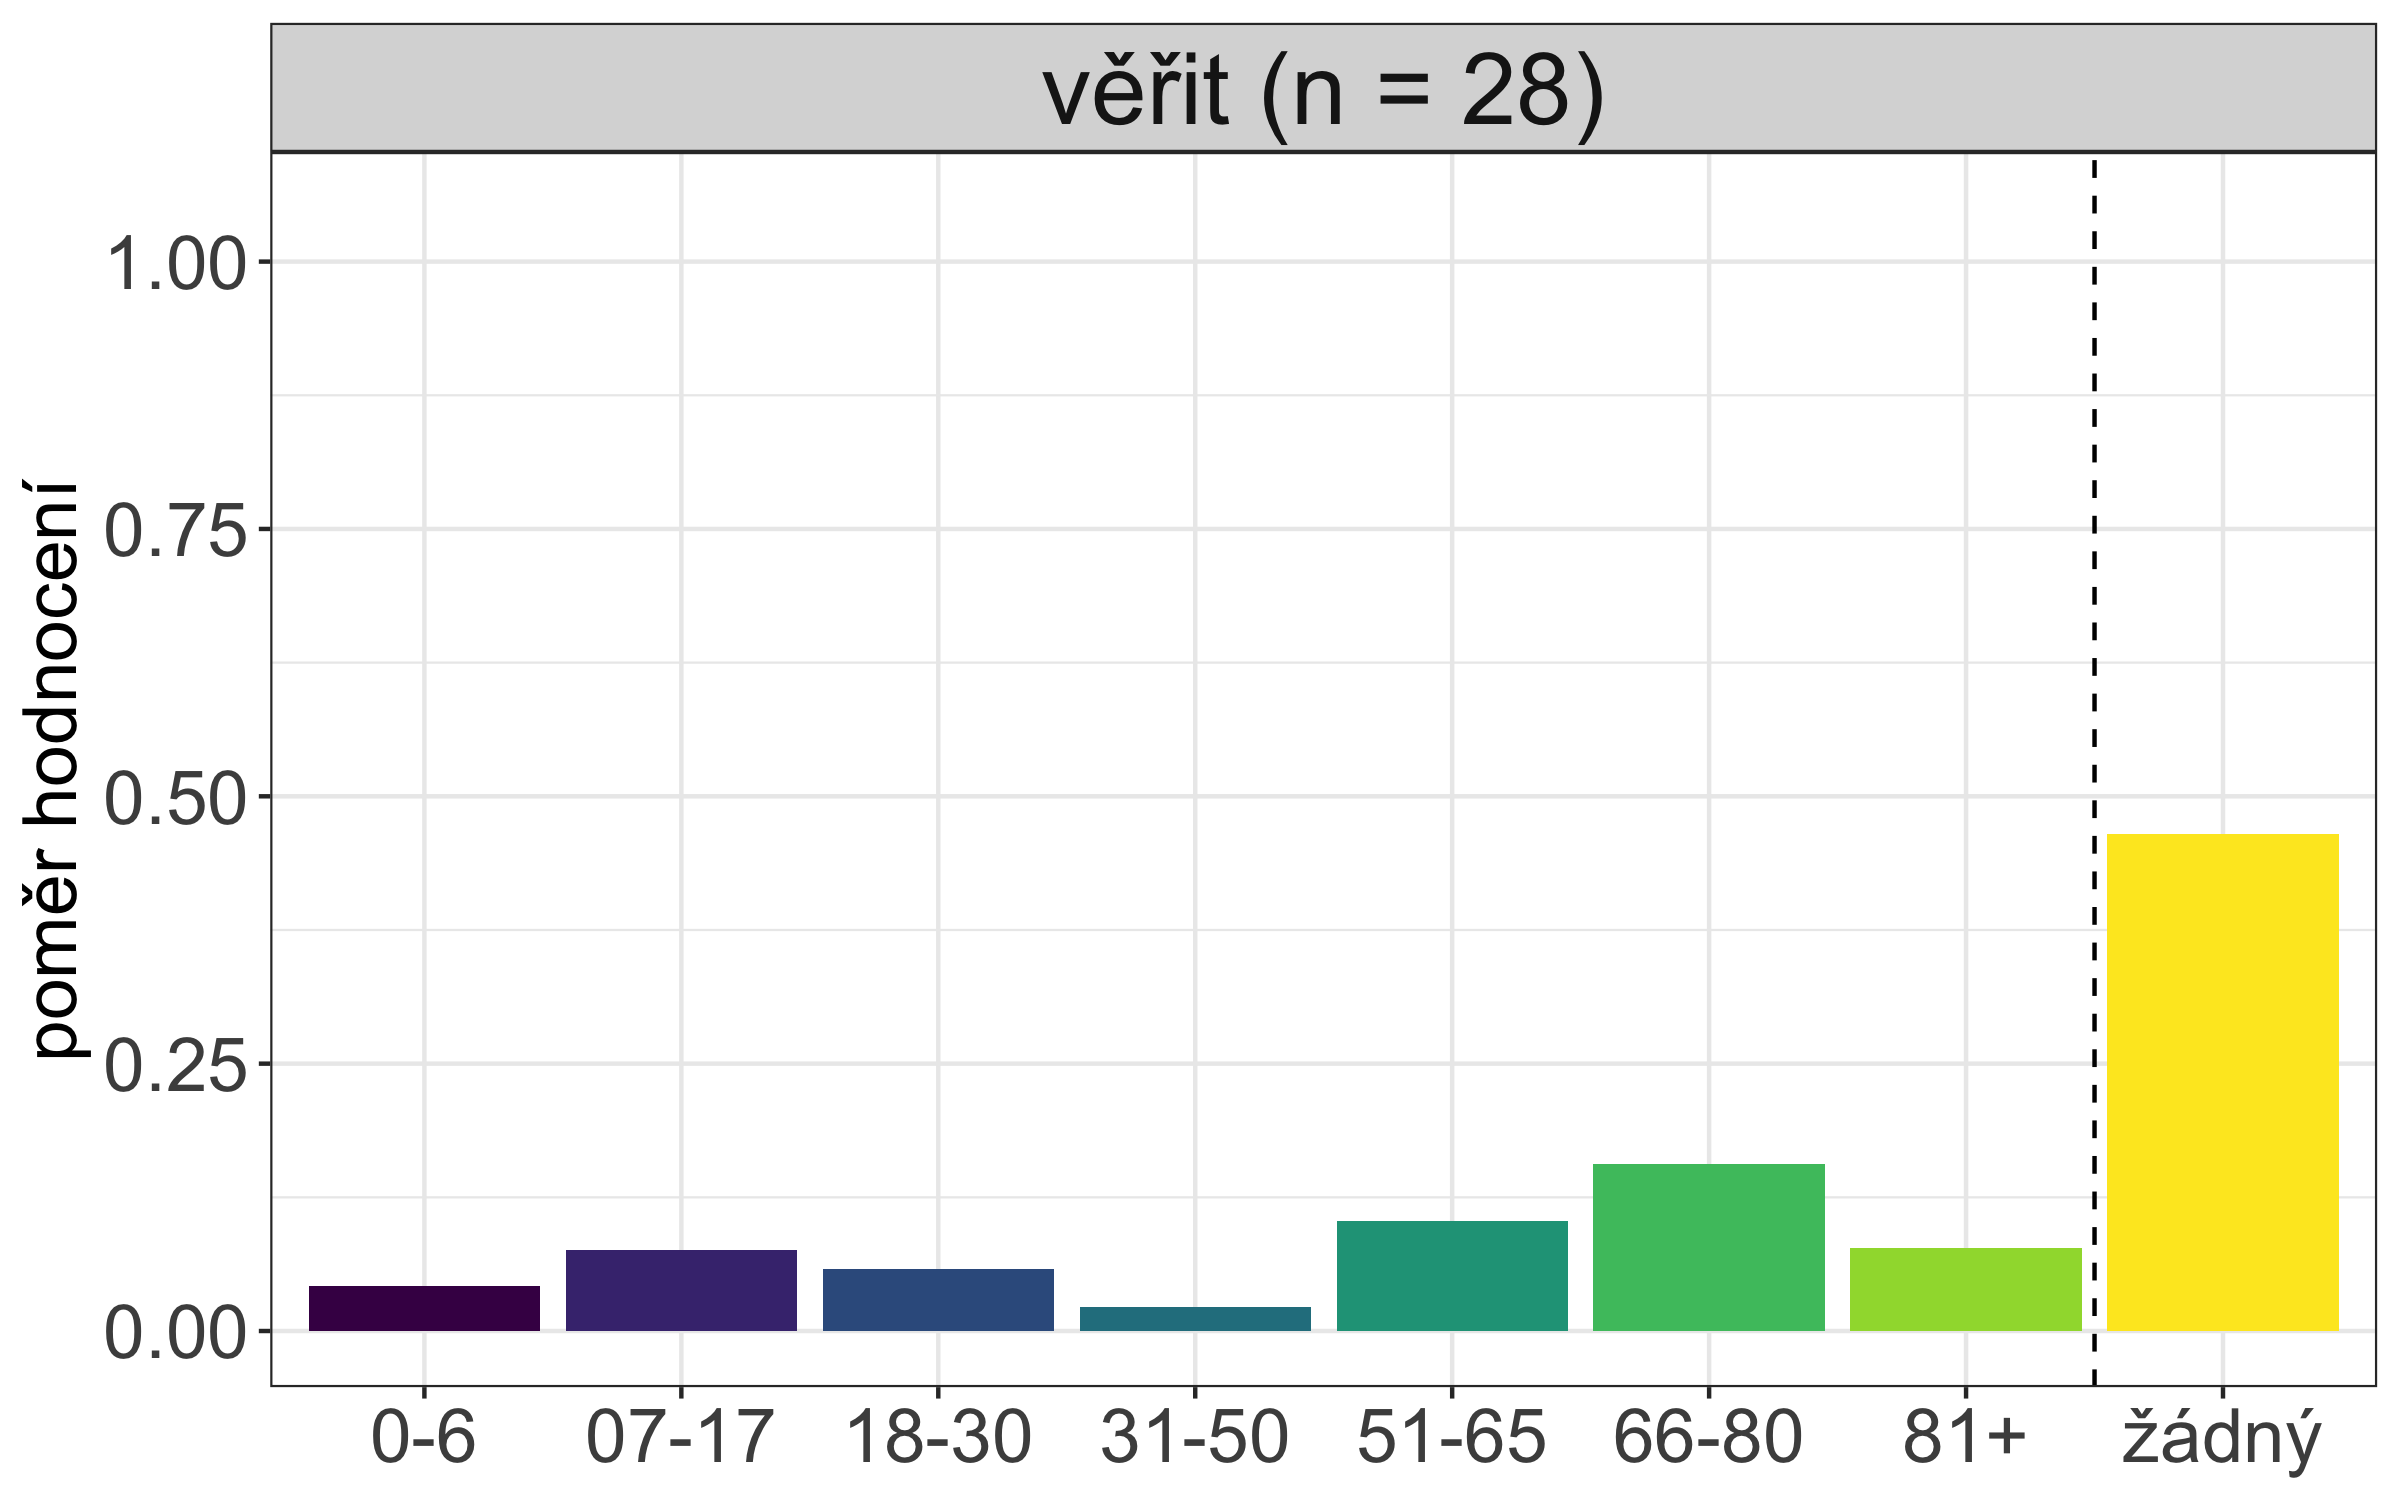 věřit (n = 28)
poměr hodnocení
1.00
0.75
0.50
0.25
0.00
0-6 07-17 18-30 31-50 51-65 66-80 81+ žádný